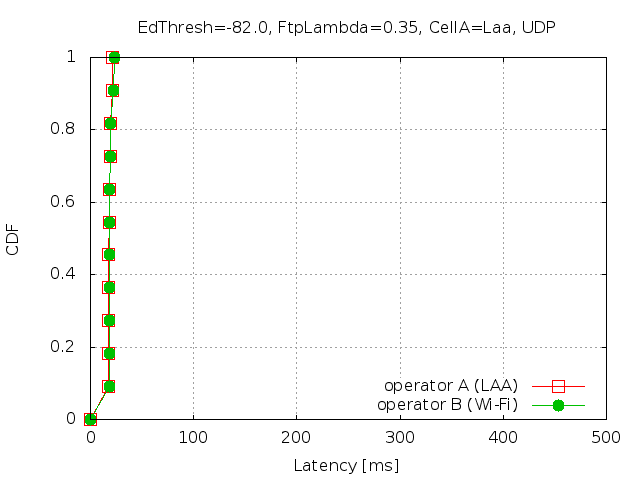 EdThresh=-82.0, FtpLambda=0.35, CellA=Laa, UDP
1
0.8
0.6
0.4
0.2
0
CDF
0 100 200 300 400 500
Latency [ms]
operator A (LAA)
operator B (Wi-Fi)